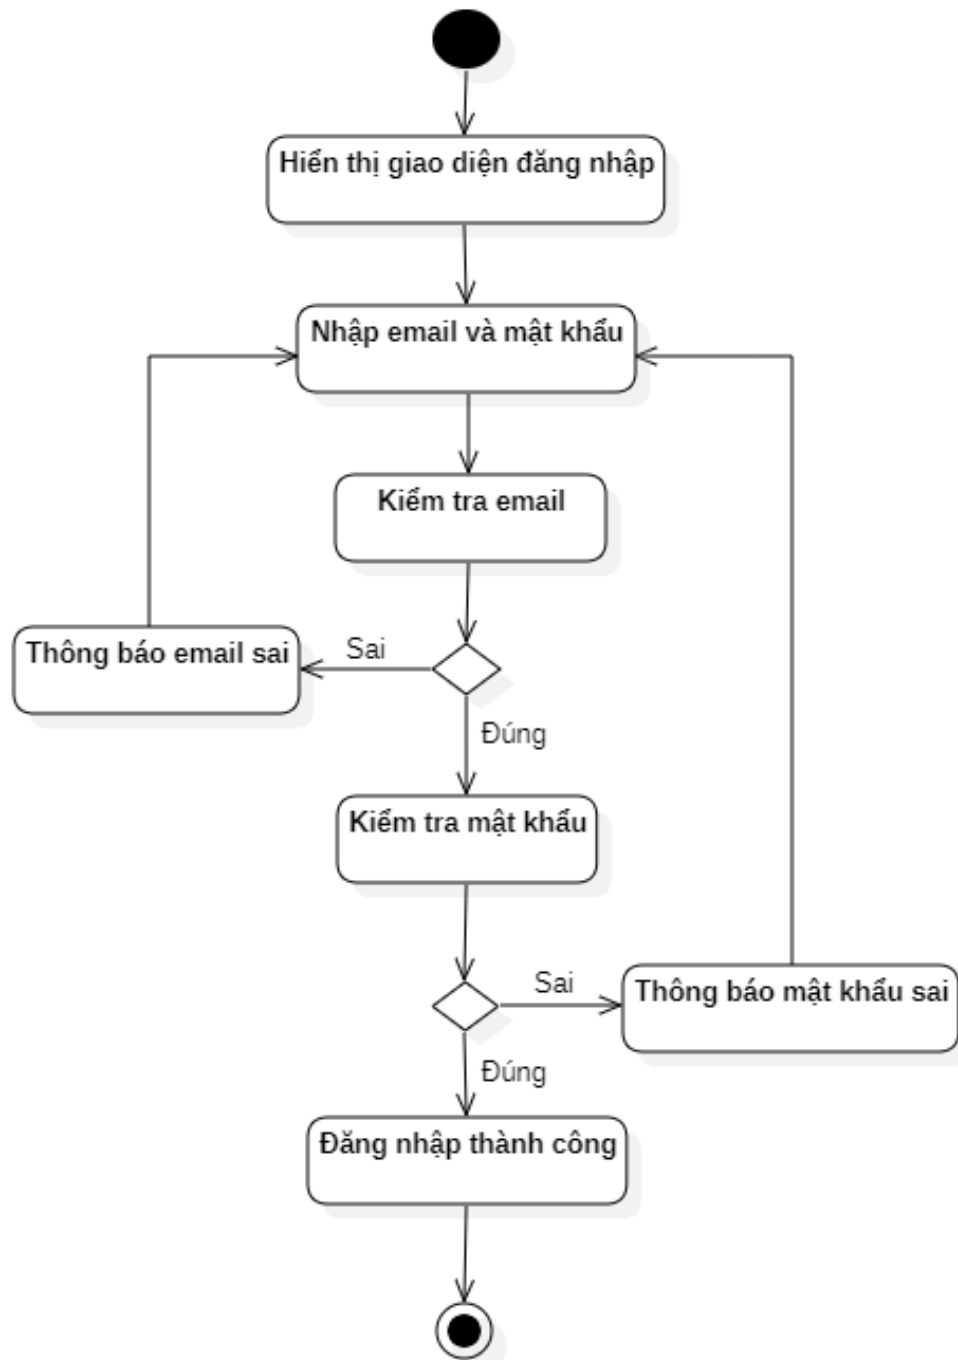 Hiển thị giao diện đăng nhập
Nhập email và mật khẩu
Kiểm tra email
Thông báo email sai
Sai
Đúng
Kiểm tra mật khẩu
Sai
Thông báo mật khẩu sai
Đúng
Đăng nhập thành công